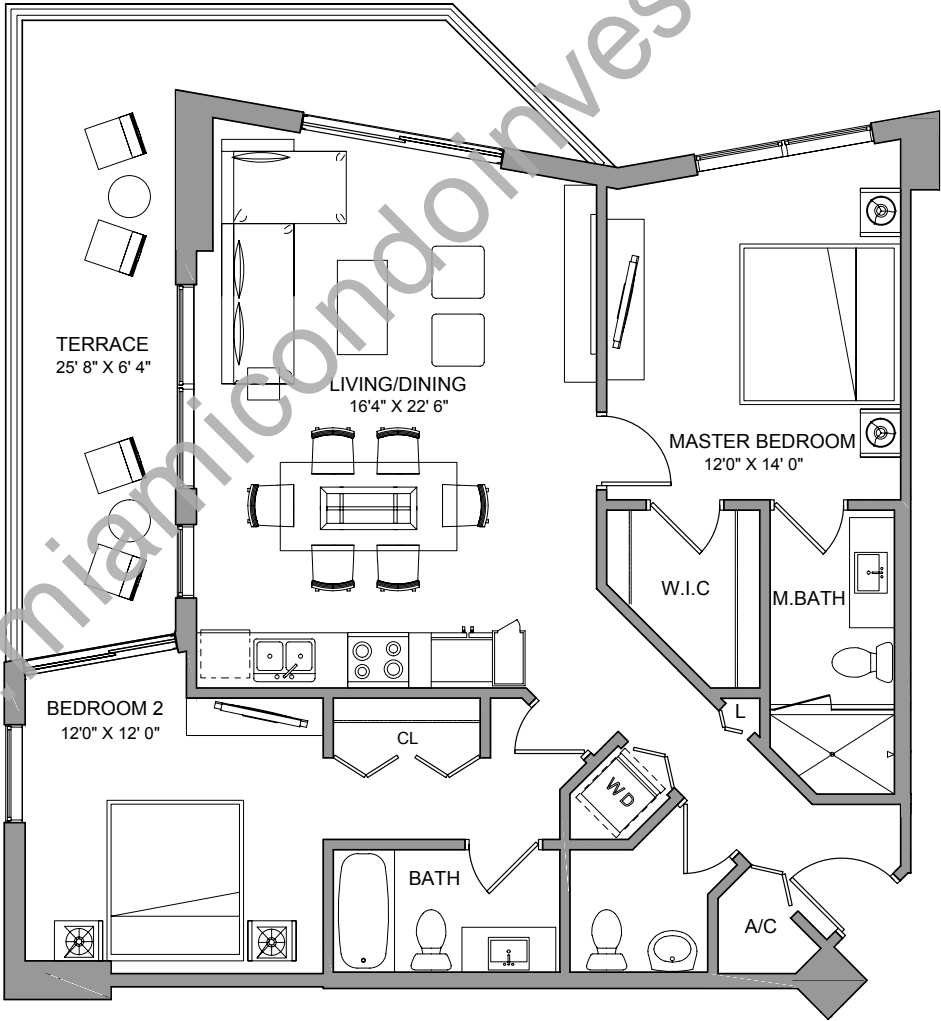 TERRACE
25' 8" X 6' 4"
LIVING/DINING
16'4" X 22' 6"
MASTER BEDROOM
12'0" X 14' 0"
W.I.C
M.BATH
BEDROOM 2
12'0" X 12' 0"
CL
L
WD
BATH
A/C
.miamicondoinves